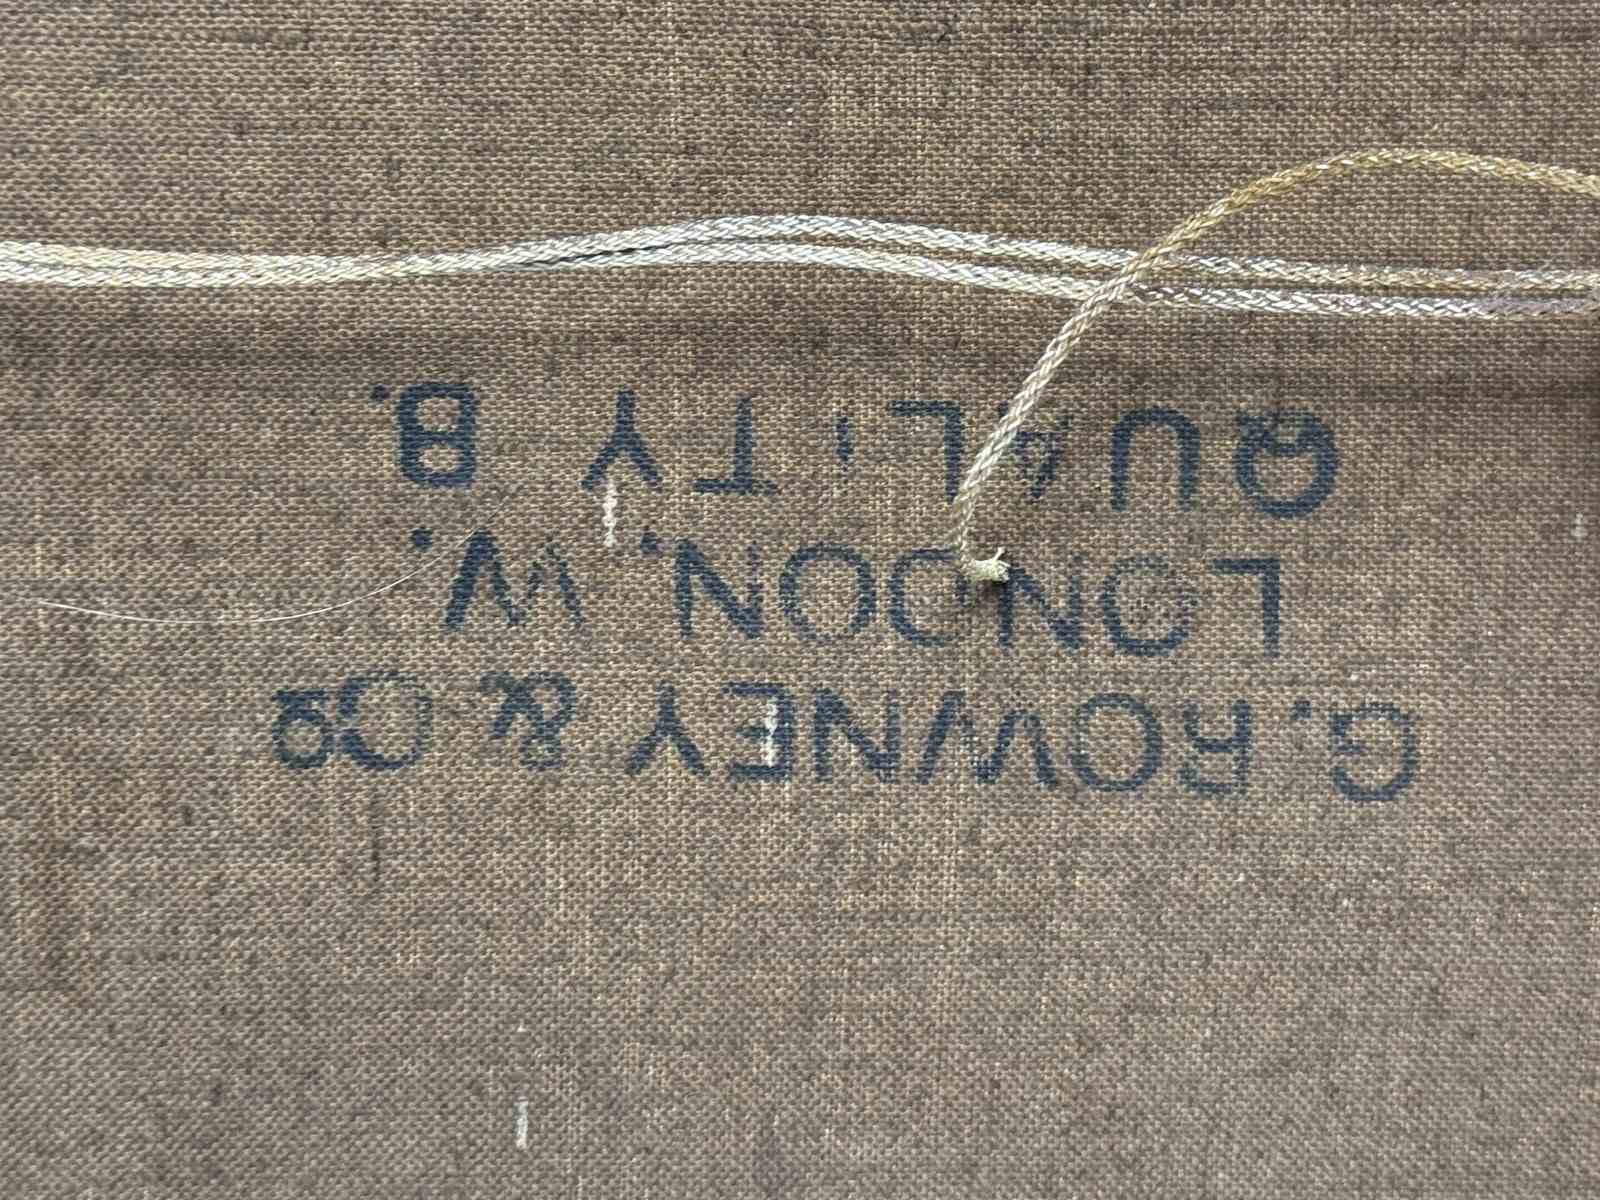 G. ROWNEY & Co
LONDON, W.
QUALITY B.